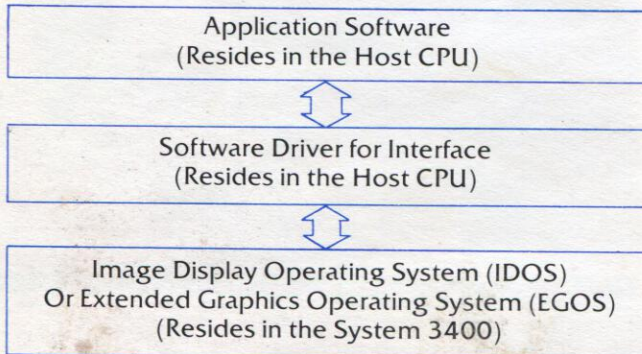 Application Software
(Resides in the Host CPU)
Software Driver for Interface
(Resides in the Host CPU)
Image Display Operating System (IDOS)
Or Extended Graphics Operating System (EGOS)
(Resides in the System 3400)